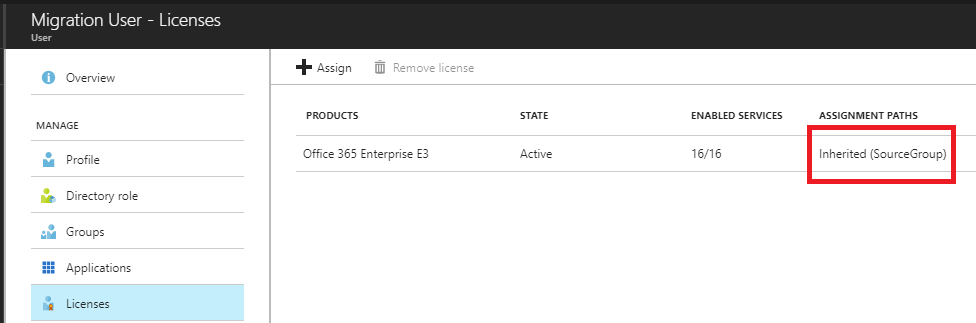 Migration User - Licenses
User
Overview
MANAGE
Profile
Directory role
Groups
Applications
Licenses
Assign Remove license
PRODUCTS STATE ENABLED SERVICES ASSIGNMENT PATHS
Office 365 Enterprise E3 Active 16/16 Inherited (SourceGroup)